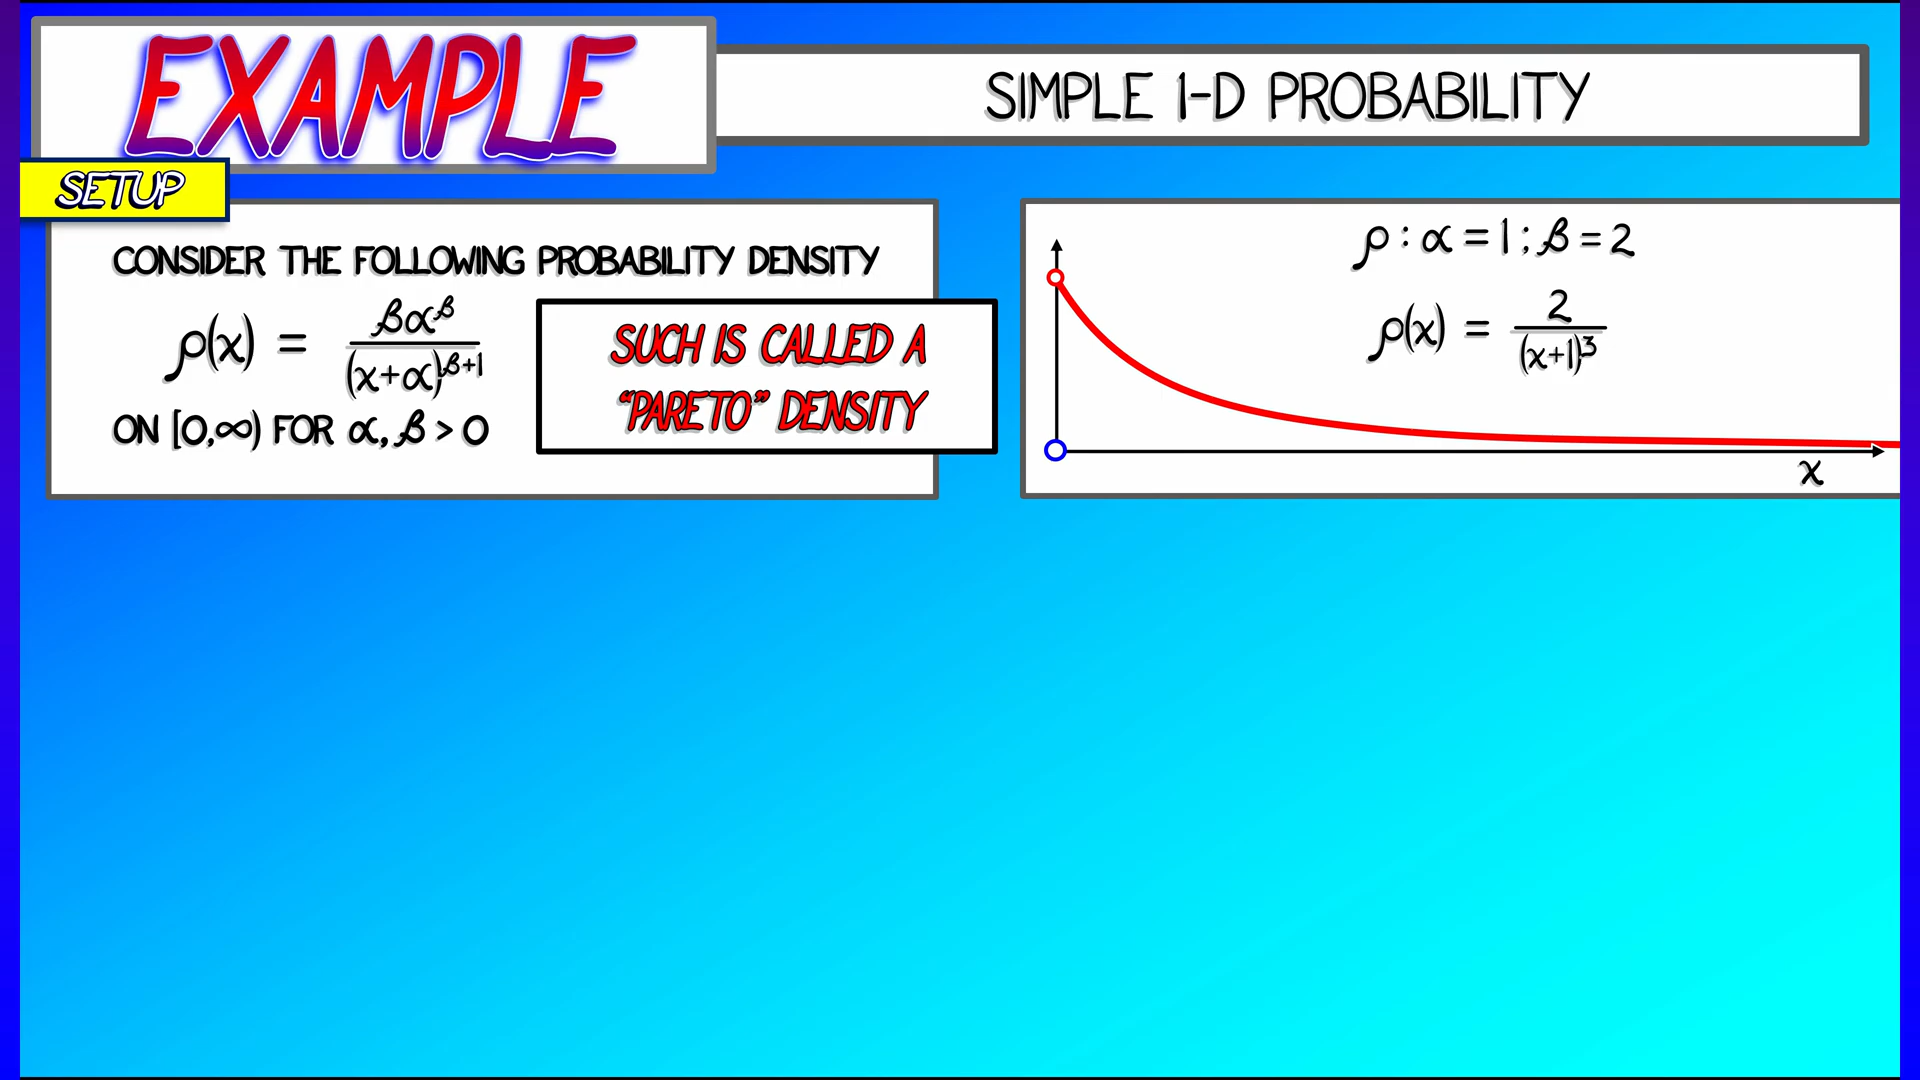 EXAMPLE
SIMPLE 1-D PROBABILITY
SETUP
CONSIDER THE FOLLOWING PROBABILITY DENSITY
ρ(x) = βα^β / (x+α)^β+1
ON [0,∞) FOR α, β > 0
SUCH IS CALLED A
"PARETO" DENSITY
ρ : α = 1 ; β = 2
ρ(x) = 2 / (x+1)^3
x